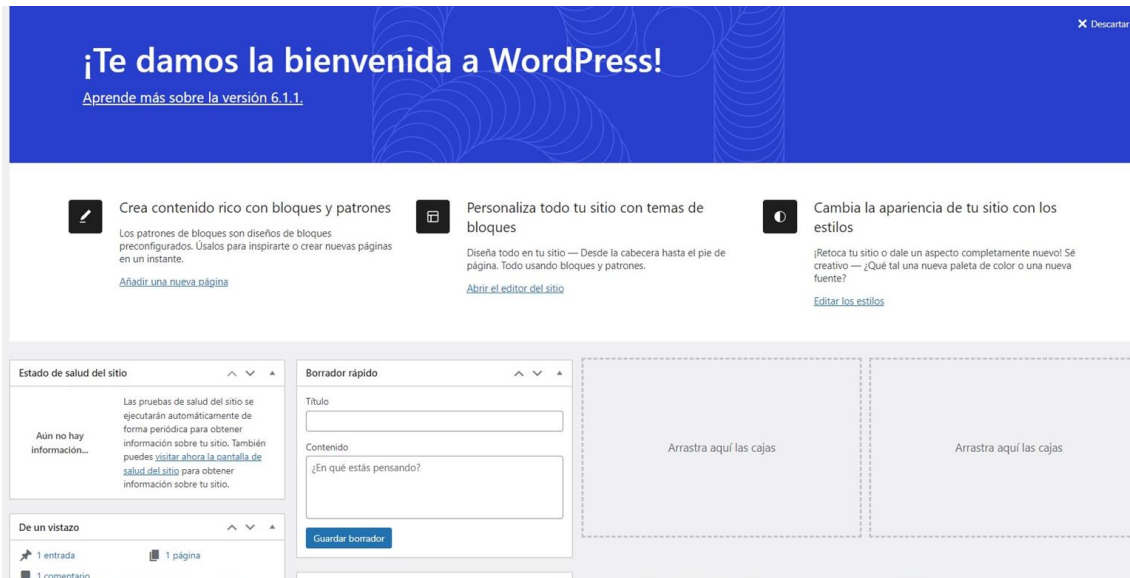 Descartar
¡Te damos la bienvenida a WordPress!
Aprende más sobre la versión 6.1.1.
Crea contenido rico con bloques y patrones
Los patrones de bloques son diseños de
bloques
preconfigurados. Úsalos para inspirarte
o crear nuevas páginas
en un instante.
Añadir una nueva página
Personaliza todo tu sitio con temas de
bloques
Diseña todo en tu sitio — Desde la cabecera hasta el pie de
página. Todo usando bloques y patrones.
Abrir el editor del sitio
Cambia la apariencia de tu sitio con los
estilos
¡Retoca tu sitio o dale un aspecto completamente nuevo! Sé
creativo — ¿Qué tal una nueva paleta de color o una nueva
fuente?
Editar los estilos
Estado de salud del sitio
Aún no hay
información...
Las pruebas de salud del sitio se
ejecutarán automáticamente de
forma periódica para obtener
información sobre tu sitio. También
puedes visitar ahora la pantalla de
salud del sitio para obtener
información sobre tu sitio.
De un vistazo
1 entrada
1 página
1 comentario
Borrador rápido
Título
Contenido
¿En qué estás pensando?
Guardar borrador
Arrastra aquí las cajas
Arrastra aquí las cajas